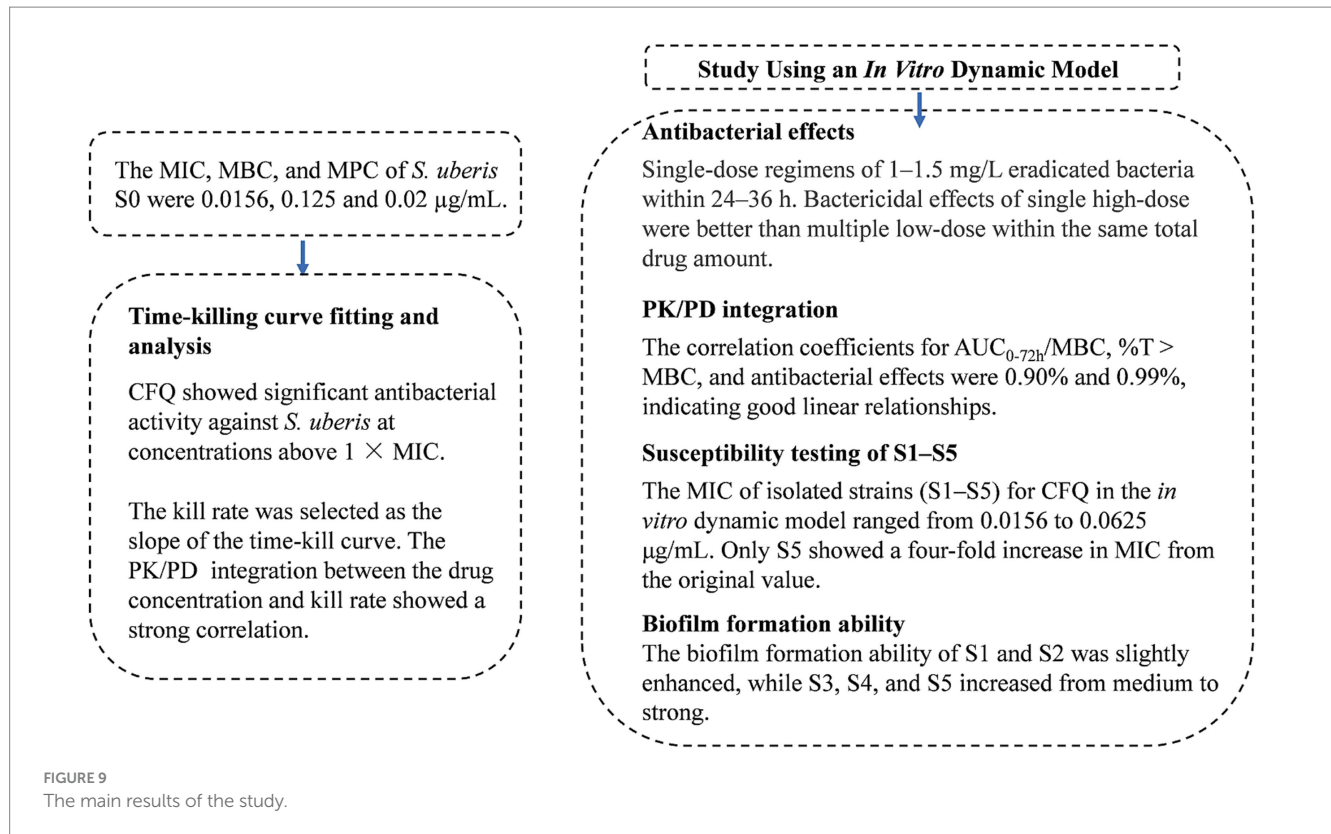 The MIC, MBC, and MPC of S. uberis
S0 were 0.0156, 0.125 and 0.02 μg/mL.
Time-killing curve fitting and
analysis
CFQ showed significant antibacterial
activity against S. uberis at
concentrations above 1 × MIC.
The kill rate was selected as the
slope of the time-kill curve. The
PK/PD integration between the drug
concentration and kill rate showed a
strong correlation.
Study Using an In Vitro Dynamic Model
Antibacterial effects
Single-dose regimens of 1–1.5 mg/L eradicated bacteria
within 24–36 h. Bactericidal effects of single high-dose
were better than multiple low-dose within the same total
drug amount.
PK/PD integration
The correlation coefficients for AUC0-72h/MBC, %T >
MBC, and antibacterial effects were 0.90% and 0.99%,
indicating good linear relationships.
Susceptibility testing of S1–S5
The MIC of isolated strains (S1–S5) for CFQ in the in
vitro dynamic model ranged from 0.0156 to 0.0625
μg/mL. Only S5 showed a four-fold increase in MIC from
the original value.
Biofilm formation ability
The biofilm formation ability of S1 and S2 was slightly
enhanced, while S3, S4, and S5 increased from medium to
strong.
FIGURE 9
The main results of the study.